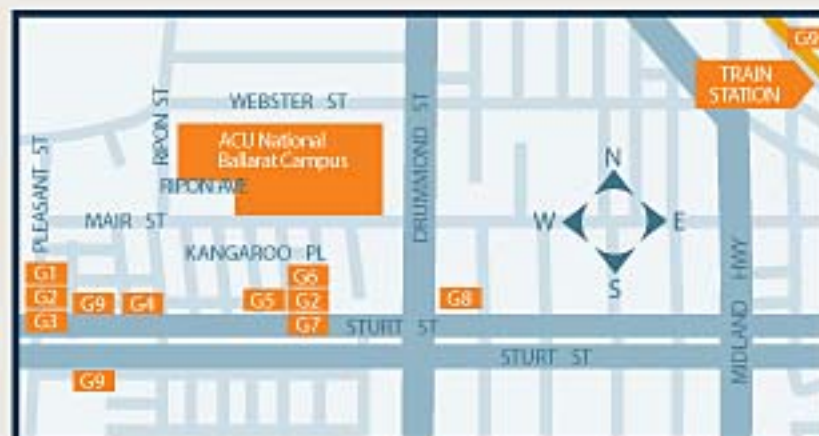 G9
TRAIN
STATION
WEBSTER ST
RIPON ST
DRUMMOND ST
ACU National
Ballarat Campus
PLEASANT ST
RIPON AVE
N
W
E
S
MAIR ST
KANGAROO PL
MIDLAND HWY
G1
G2
G3
G9
G4
G5
G6
G2
G7
G8
STURT ST
STURT ST
G9